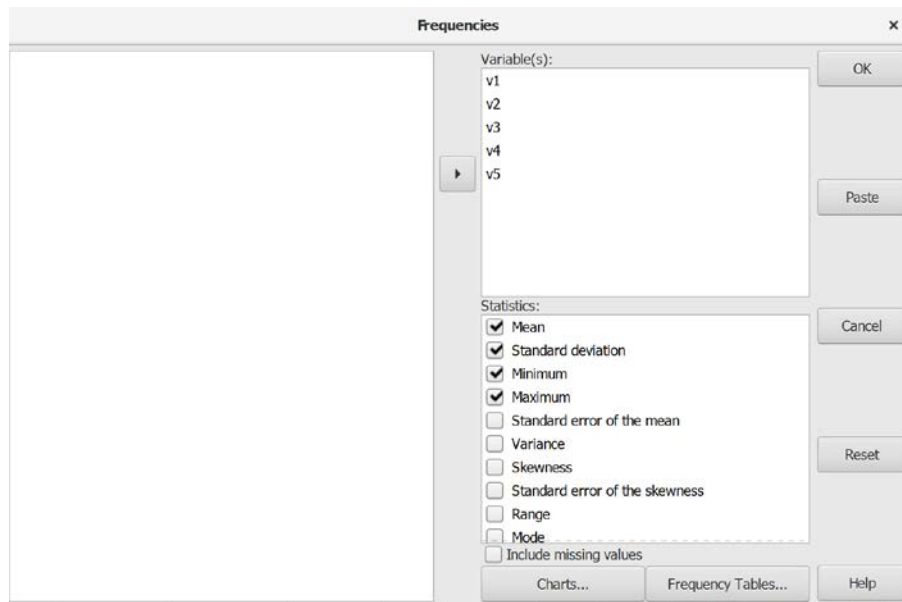 Frequencies ×
Variable(s):
v1
v2
v3
v4
v5
OK
Paste
Cancel
Reset
Help
Statistics:
Mean
Standard deviation
Minimum
Maximum
Standard error of the mean
Variance
Skewness
Standard error of the skewness
Range
Mode
Include missing values
Charts...
Frequency Tables...